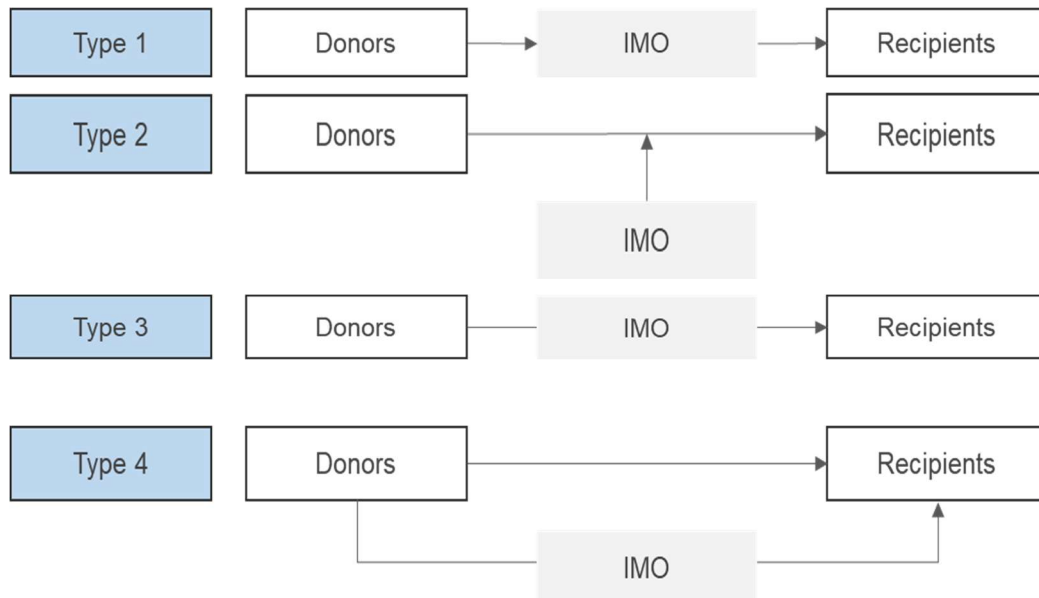 Type 1 Donors IMO Recipients
Type 2 Donors Recipients
IMO
Type 3 Donors IMO Recipients
Type 4 Donors Recipients
IMO